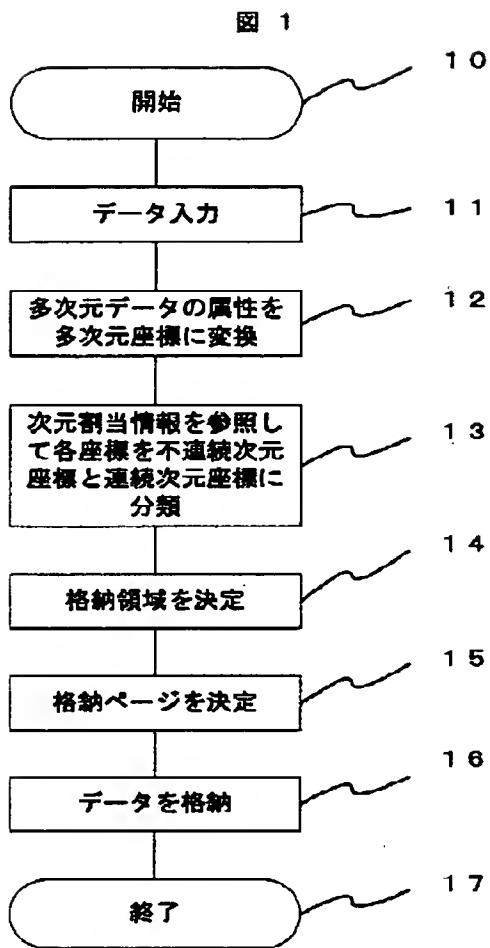 図 1
開始
10
データ入力
11
多次元データの属性を
多次元座標に変換
12
次元割当情報を参照し
て各座標を不連続次元
座標と連続次元座標に
分類
13
格納領域を決定
14
格納ページを決定
15
データを格納
16
終了
17